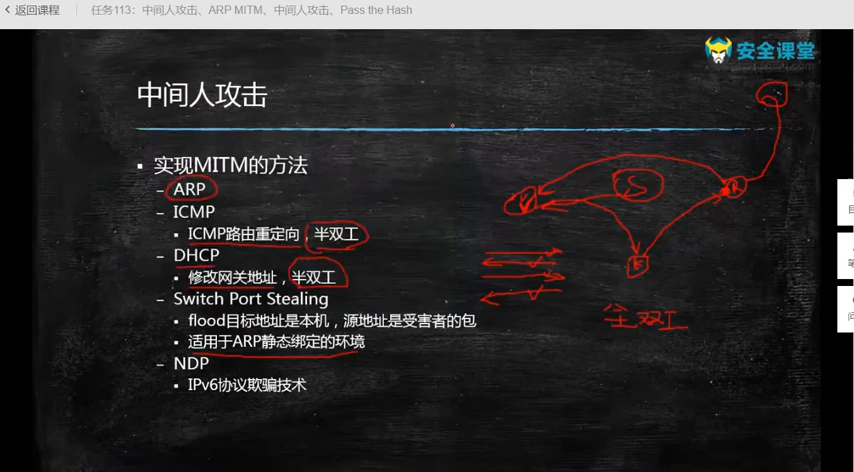 返回课程
任务113：中间人攻击、ARP MITM、中间人攻击、Pass the Hash
安全课堂
中间人攻击
▪ 实现MITM的方法
– ARP
– ICMP
▪ ICMP路由重定向，半双工
– DHCP
▪ 修改网关地址，半双工
– Switch Port Stealing
▪ flood目标地址是本机，源地址是受害者的包
▪ 适用于ARP静态绑定的环境
– NDP
▪ IPv6协议欺骗技术
S
R
V
全双工
目
笔
问